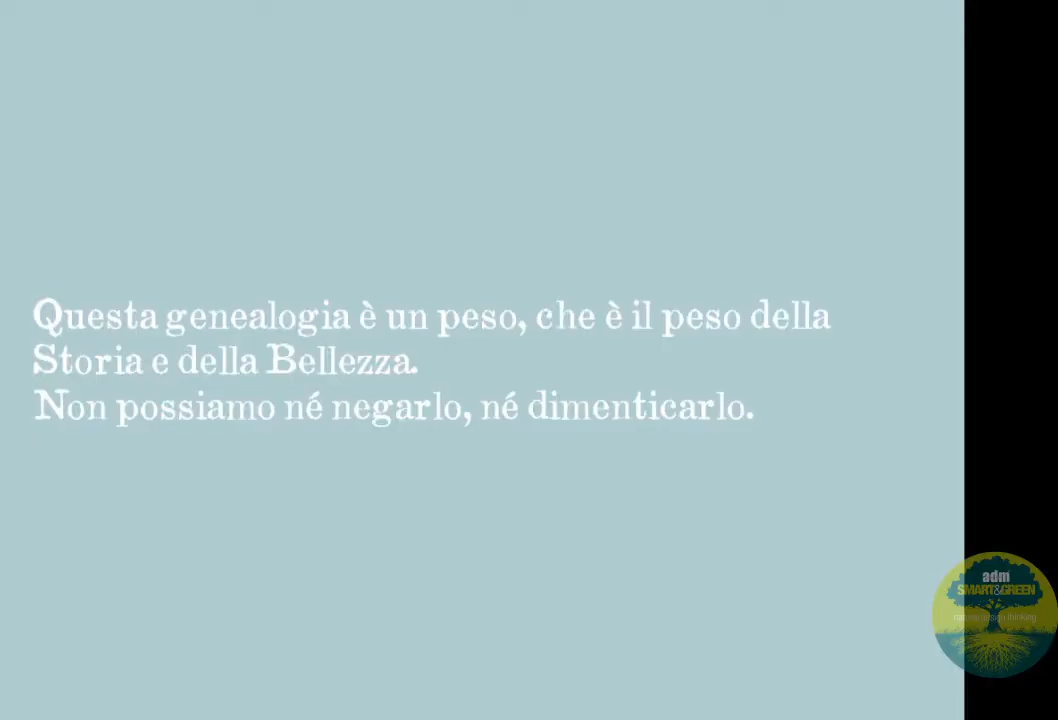 Questa genealogia è un peso, che è il peso della
Storia e della Bellezza.
Non possiamo né negarlo, né dimenticarlo.
adm
SMART&GREEN
thinking